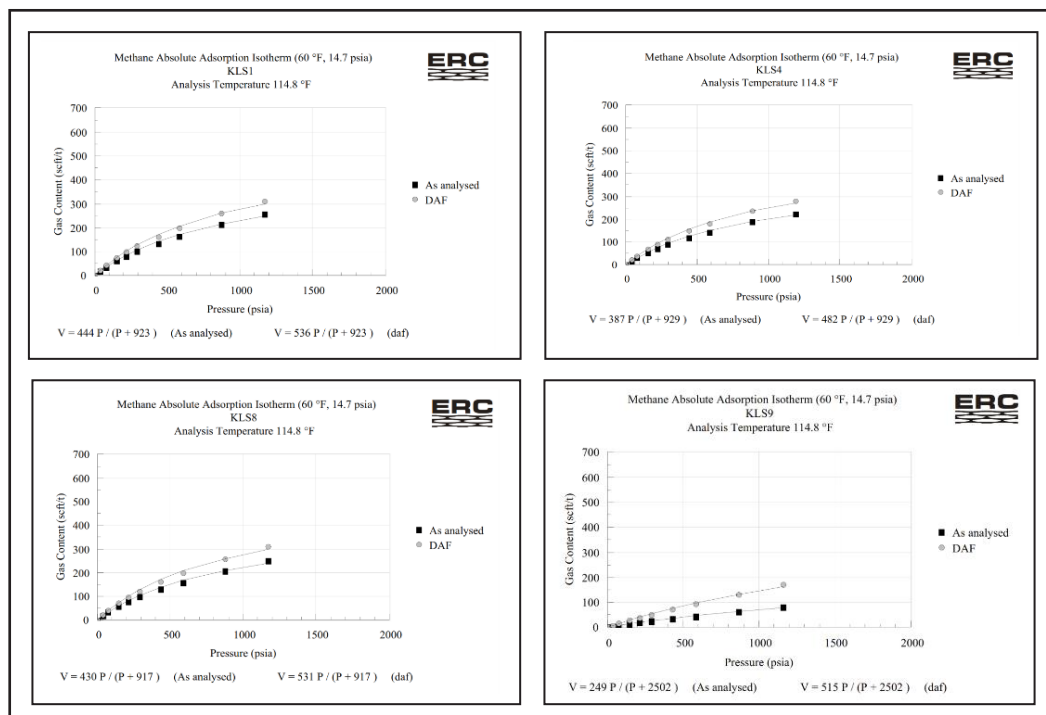 Methane Absolute Adsorption Isotherm (60 °F, 14.7 psia)
KLS1
Analysis Temperature 114.8 °F
ERC
700
600
500
400
300
200
100
0
Gas Content (scft/t)
As analysed
DAF
0 500 1000 1500 2000
Pressure (psia)
V = 444 P / (P + 923 ) (As analysed) V = 536 P / (P + 923 ) (daf)
Methane Absolute Adsorption Isotherm (60 °F, 14.7 psia)
KLS4
Analysis Temperature 114.8 °F
ERC
700
600
500
400
300
200
100
0
Gas Content (scft/t)
As analysed
DAF
0 500 1000 1500 2000
Pressure (psia)
V = 387 P / (P + 929 ) (As analysed) V = 482 P / (P + 929 ) (daf)
Methane Absolute Adsorption Isotherm (60 °F, 14.7 psia)
KLS8
Analysis Temperature 114.8 °F
ERC
700
600
500
400
300
200
100
0
Gas Content (scft/t)
As analysed
DAF
0 500 1000 1500 2000
Pressure (psia)
V = 430 P / (P + 917 ) (As analysed) V = 531 P / (P + 917 ) (daf)
Methane Absolute Adsorption Isotherm (60 °F, 14.7 psia)
KLS9
Analysis Temperature 114.8 °F
ERC
700
600
500
400
300
200
100
0
Gas Content (scft/t)
As analysed
DAF
0 500 1000 1500 2000
Pressure (psia)
V = 249 P / (P + 2502 ) (As analysed) V = 515 P / (P + 2502 ) (daf)